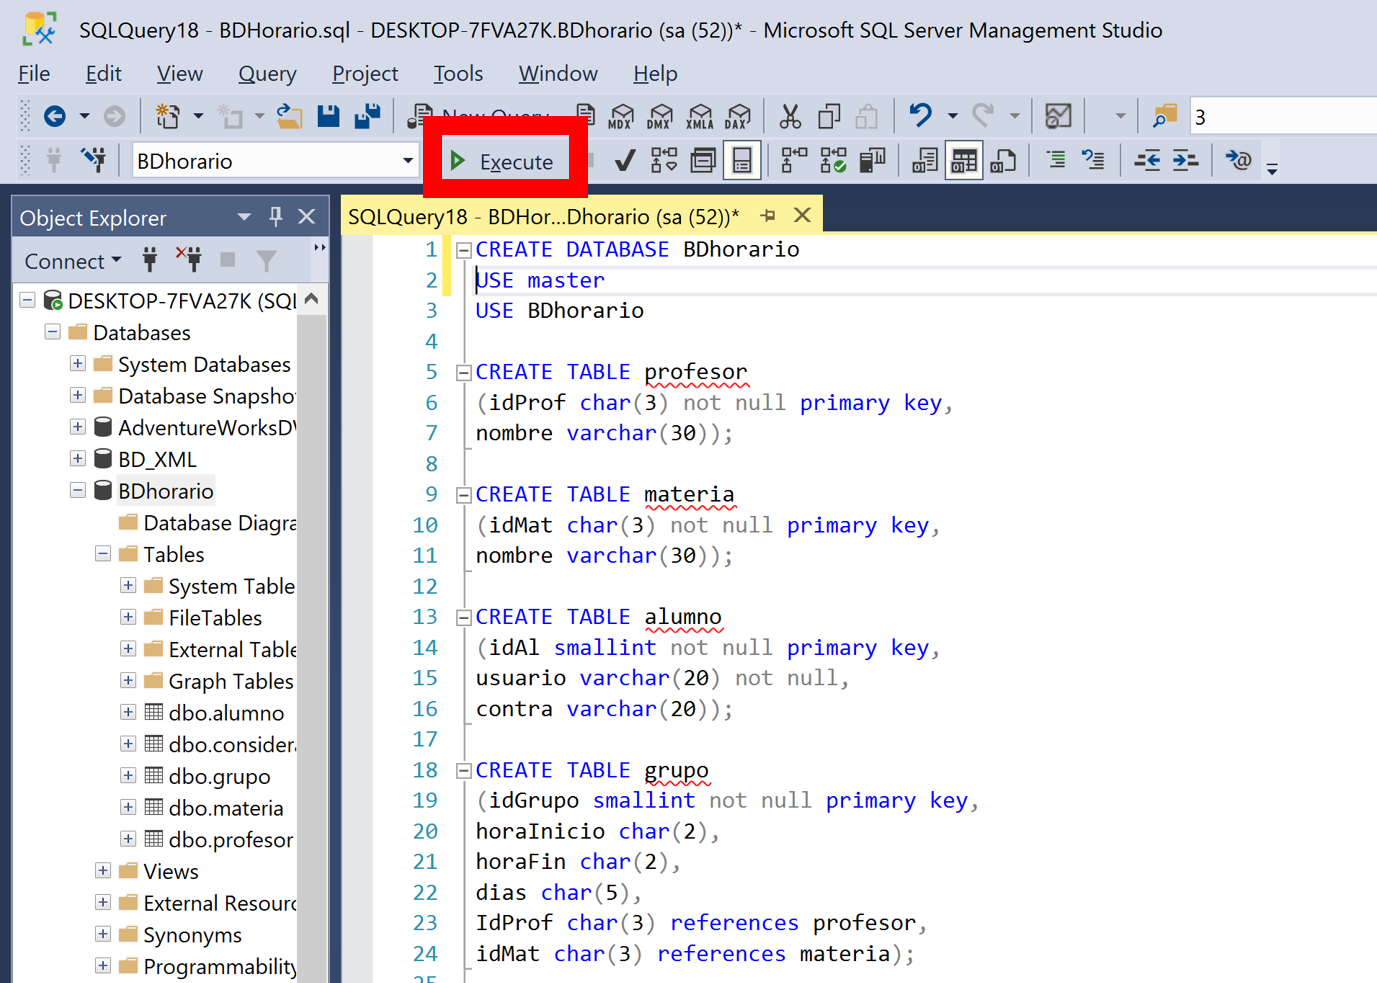 SQLQuery18 - BDHorario.sql - DESKTOP-7FVA27K.BDhorario (sa (52))* - Microsoft SQL Server Management Studio
File Edit View Query Project Tools Window Help
New Query MDX DMX XMLA DAX 3
BDhorario Execute
Object Explorer
Connect
DESKTOP-7FVA27K (SQL
Databases
System Databases
Database Snapsho
AdventureWorksDV
BD_XML
BDhorario
Database Diagra
Tables
System Table
FileTables
External Table
Graph Tables
dbo.alumno
dbo.consider
dbo.grupo
dbo.materia
dbo.profesor
Views
External Resourc
Synonyms
Programmability
SQLQuery18 - BDHor...Dhorario (sa (52))*
1 CREATE DATABASE BDhorario
2 USE master
3 USE BDhorario
4
5 CREATE TABLE profesor
6 (idProf char(3) not null primary key,
7 nombre varchar(30));
8
9 CREATE TABLE materia
10 (idMat char(3) not null primary key,
11 nombre varchar(30));
12
13 CREATE TABLE alumno
14 (idAl smallint not null primary key,
15 usuario varchar(20) not null,
16 contra varchar(20));
17
18 CREATE TABLE grupo
19 (idGrupo smallint not null primary key,
20 horaInicio char(2),
21 horaFin char(2),
22 dias char(5),
23 IdProf char(3) references profesor,
24 idMat char(3) references materia);
25